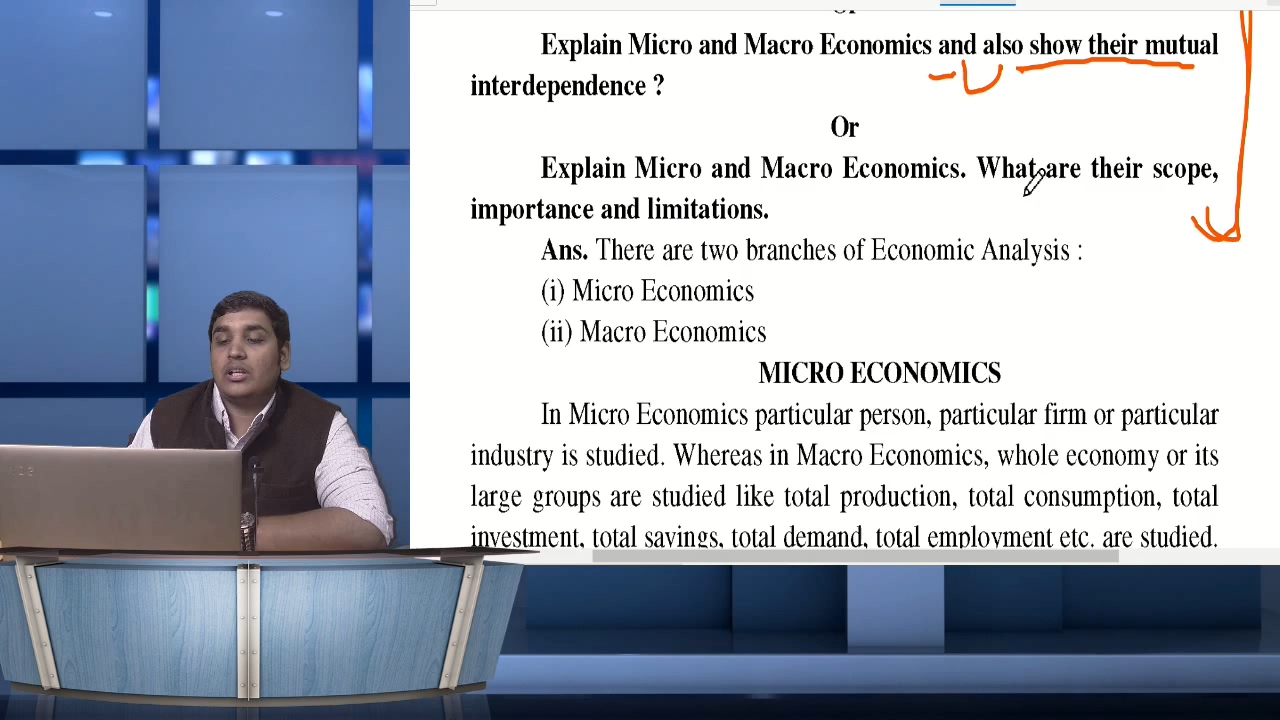 Explain Micro and Macro Economics and also show their mutual
interdependence ?
Or
Explain Micro and Macro Economics. What are their scope,
importance and limitations.
Ans. There are two branches of Economic Analysis :
(i) Micro Economics
(ii) Macro Economics
MICRO ECONOMICS
In Micro Economics particular person, particular firm or particular
industry is studied. Whereas in Macro Economics, whole economy or its
large groups are studied like total production, total consumption, total
investment, total savings, total demand, total employment etc. are studied.